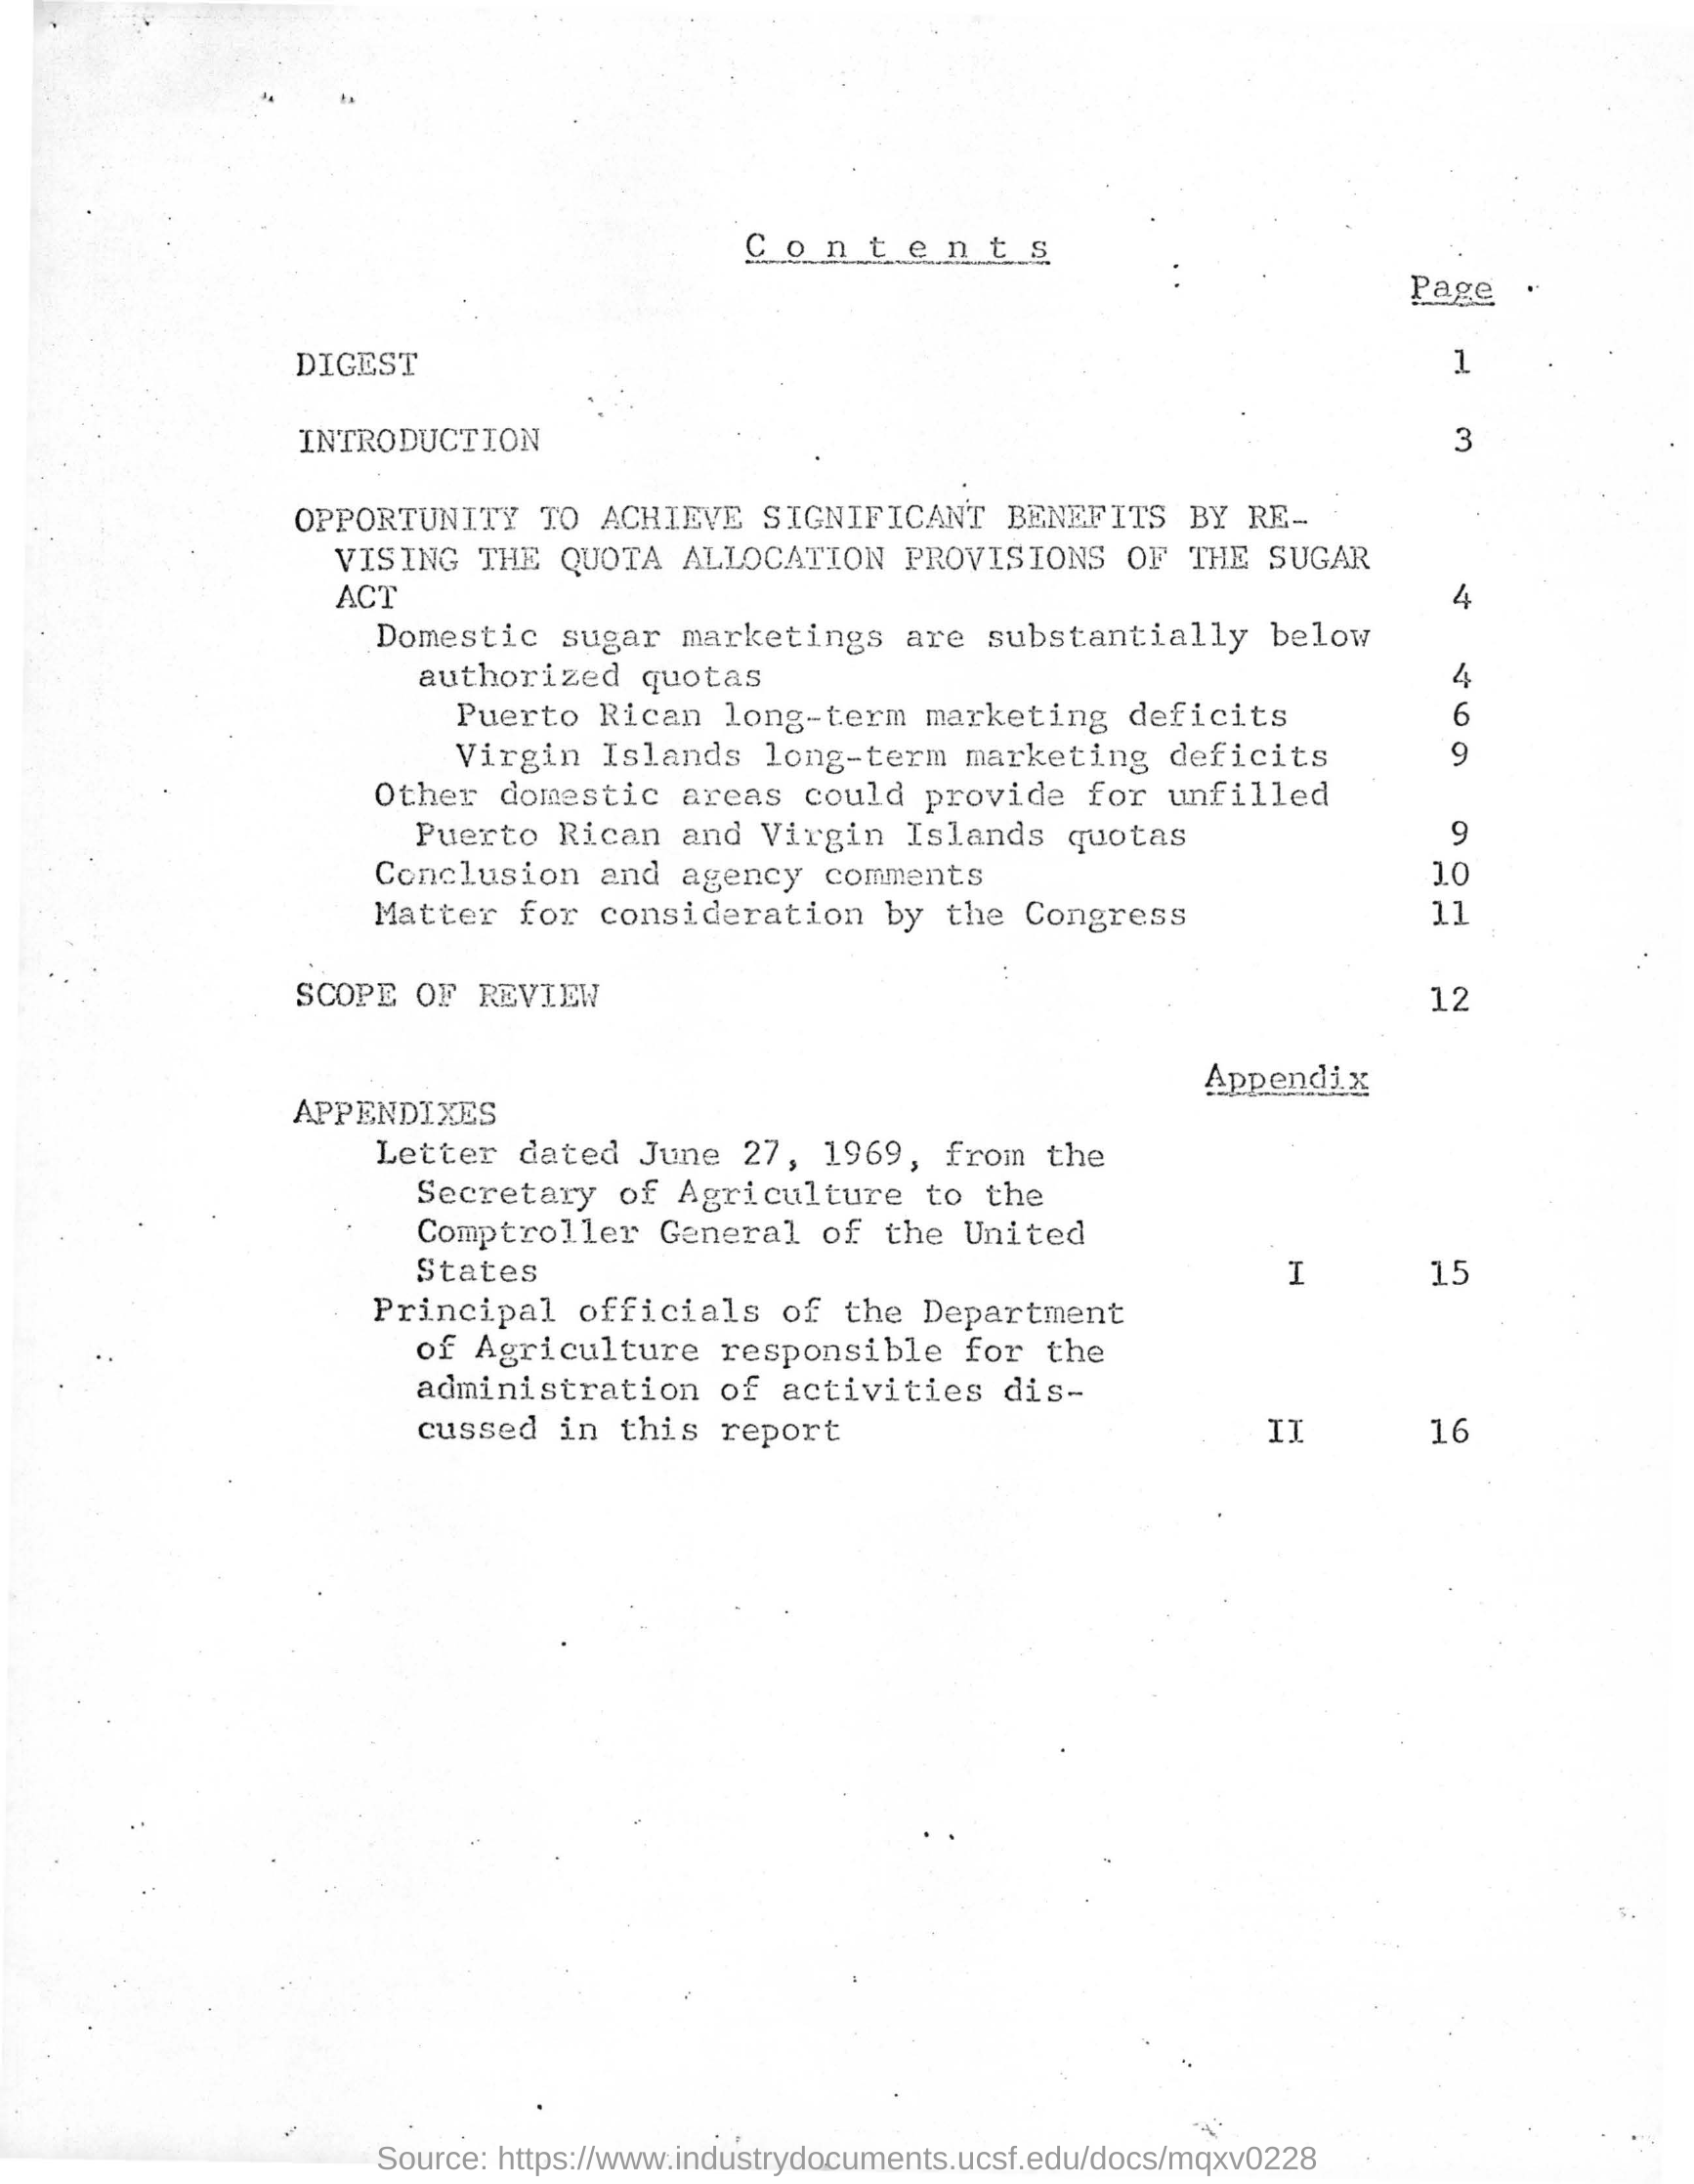 Contents
Page
DIGEST 1
INTRODUCTION 3
OPPORTUNITY TO ACHIEVE SIGNIFICANT BENEFITS BY RE-
VISING THE QUOTA ALLOCATION PROVISIONS OF THE SUGAR
ACT 4
Domestic sugar marketings are substantially below
authorized quotas 4
Puerto Rican long-term marketing deficits 6
Virgin Islands long-term marketing deficits 9
Other domestic areas could provide for unfilled
Puerto Rican and Virgin Islands quotas 9
Conclusion and agency comments 10
Matter for consideration by the Congress 11
SCOPE OF REVIEW 12
Appendix
APPENDIXES
Letter dated June 27, 1969, from the
Secretary of Agriculture to the
Comptroller General of the United
States I 15
Principal officials of the Department
of Agriculture responsible for the
administration of activities dis-
cussed in this report II 16
Source: https://www.industrydocuments.ucsf.edu/docs/mqxv0228